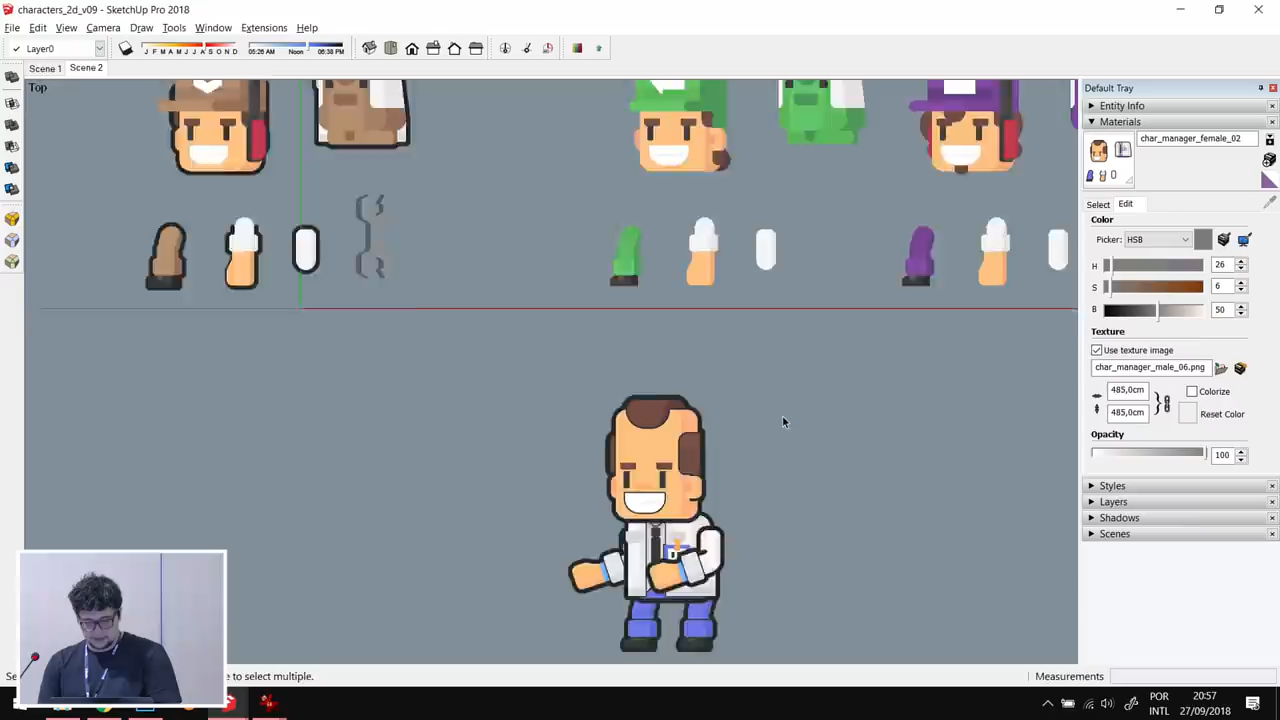 characters_2d_v09 - SketchUp Pro 2018
File Edit View Camera Draw Tools Window Extensions Help
Layer0
J F M A M J J A S O N D
05:26 AM Noon 06:38 PM
Scene 1 Scene 2
Top
Default Tray
Entity Info
Materials
char_manager_female_02
Select Edit
Color
Picker: HSB
H 26
S 6
B 50
Texture
Use texture image
char_manager_male_06.png
485,0cm
Colorize
485,0cm
Reset Color
Opacity
100
Styles
Layers
Shadows
Scenes
Se
e to select multiple.
Measurements
POR
INTL
20:57
27/09/2018